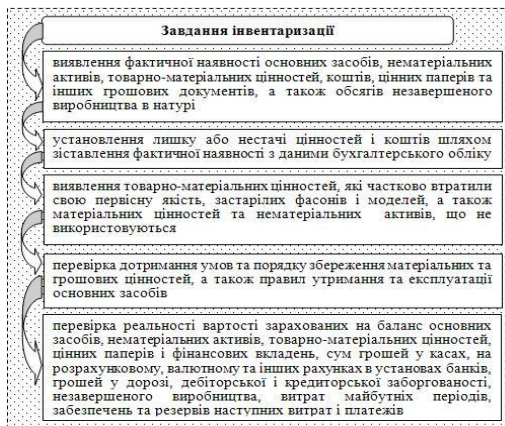 Завдання інвентаризації
виявлення фактичної наявності основних засобів, нематеріальних
активів, товарно-матеріальних цінностей, коштів, цінних паперів та
інших грошових документів, а також обсягів незавершеного
виробництва в натурі
установлення лишку або нестачі цінностей і коштів шляхом
зіставлення фактичної наявності з даними бухгалтерського обліку
виявлення товарно-матеріальних цінностей, які частково втратили
свою первісну якість, застарілих фасонів і моделей, а також
матеріальних цінностей та нематеріальних активів, що не
використовуються
перевірка дотримання умов та порядку збереження матеріальних та
грошових цінностей, а також правил утримання та експлуатації
основних засобів
перевірка реальності вартості зарахованих на баланс основних
засобів, нематеріальних активів, товарно-матеріальних цінностей,
цінних паперів і фінансових вкладень, сум грошей у касах, на
розрахунковому, валютному та інших рахунках в установах банків,
грошей у дорозі, дебіторської і кредиторської заборгованості,
незавершеного виробництва, витрат майбутніх періодів,
забезпечень та резервів наступних витрат і платежів